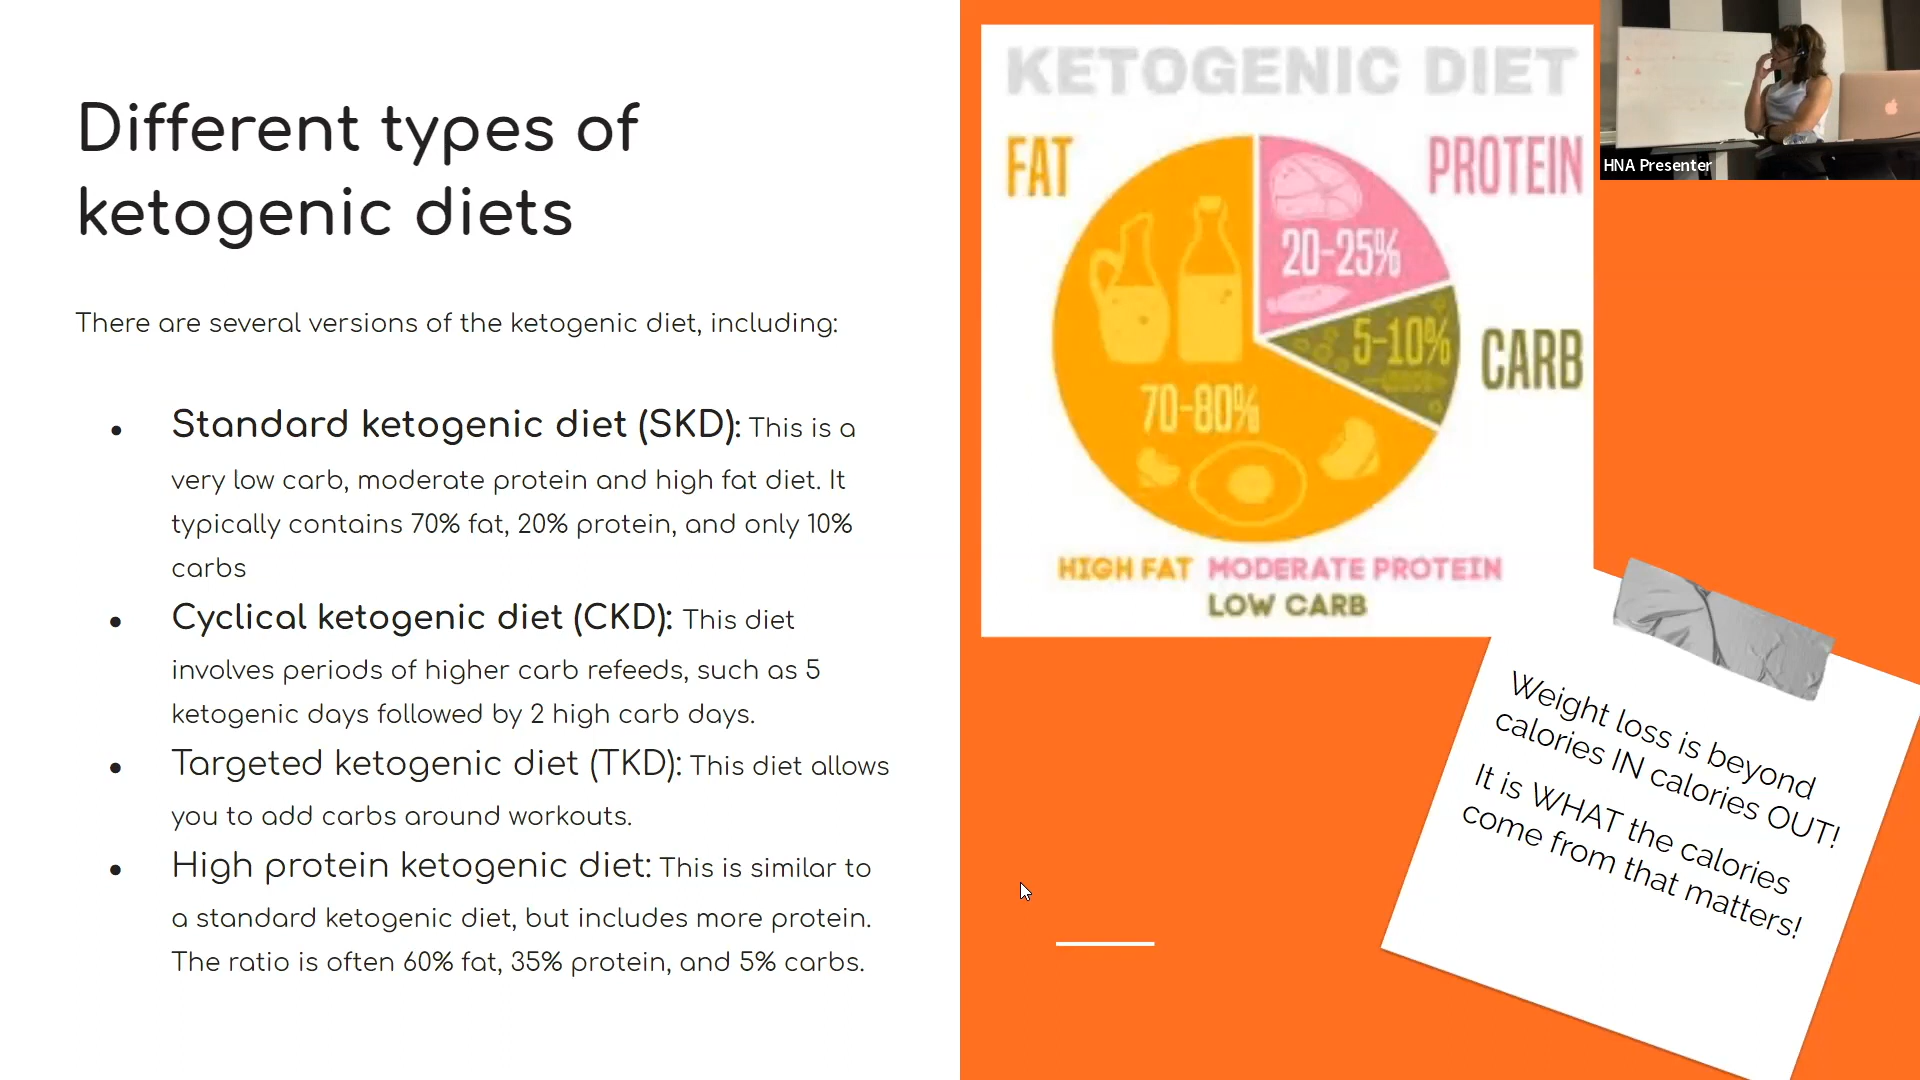 Different types of
ketogenic diets
There are several versions of the ketogenic diet, including:
● Standard ketogenic diet (SKD): This is a
very low carb, moderate protein and high fat diet. It
typically contains 70% fat, 20% protein, and only 10%
carbs
● Cyclical ketogenic diet (CKD): This diet
involves periods of higher carb refeeds, such as 5
ketogenic days followed by 2 high carb days.
● Targeted ketogenic diet (TKD): This diet allows
you to add carbs around workouts.
● High protein ketogenic diet: This is similar to
a standard ketogenic diet, but includes more protein.
The ratio is often 60% fat, 35% protein, and 5% carbs.
KETOGENIC DIET
FAT
PROTEIN
20-25%
5-10%
CARB
70-80%
HIGH FAT MODERATE PROTEIN
LOW CARB
HNA Presenter
Weight loss is beyond
calories IN calories OUT!
It is WHAT the calories
come from that matters!